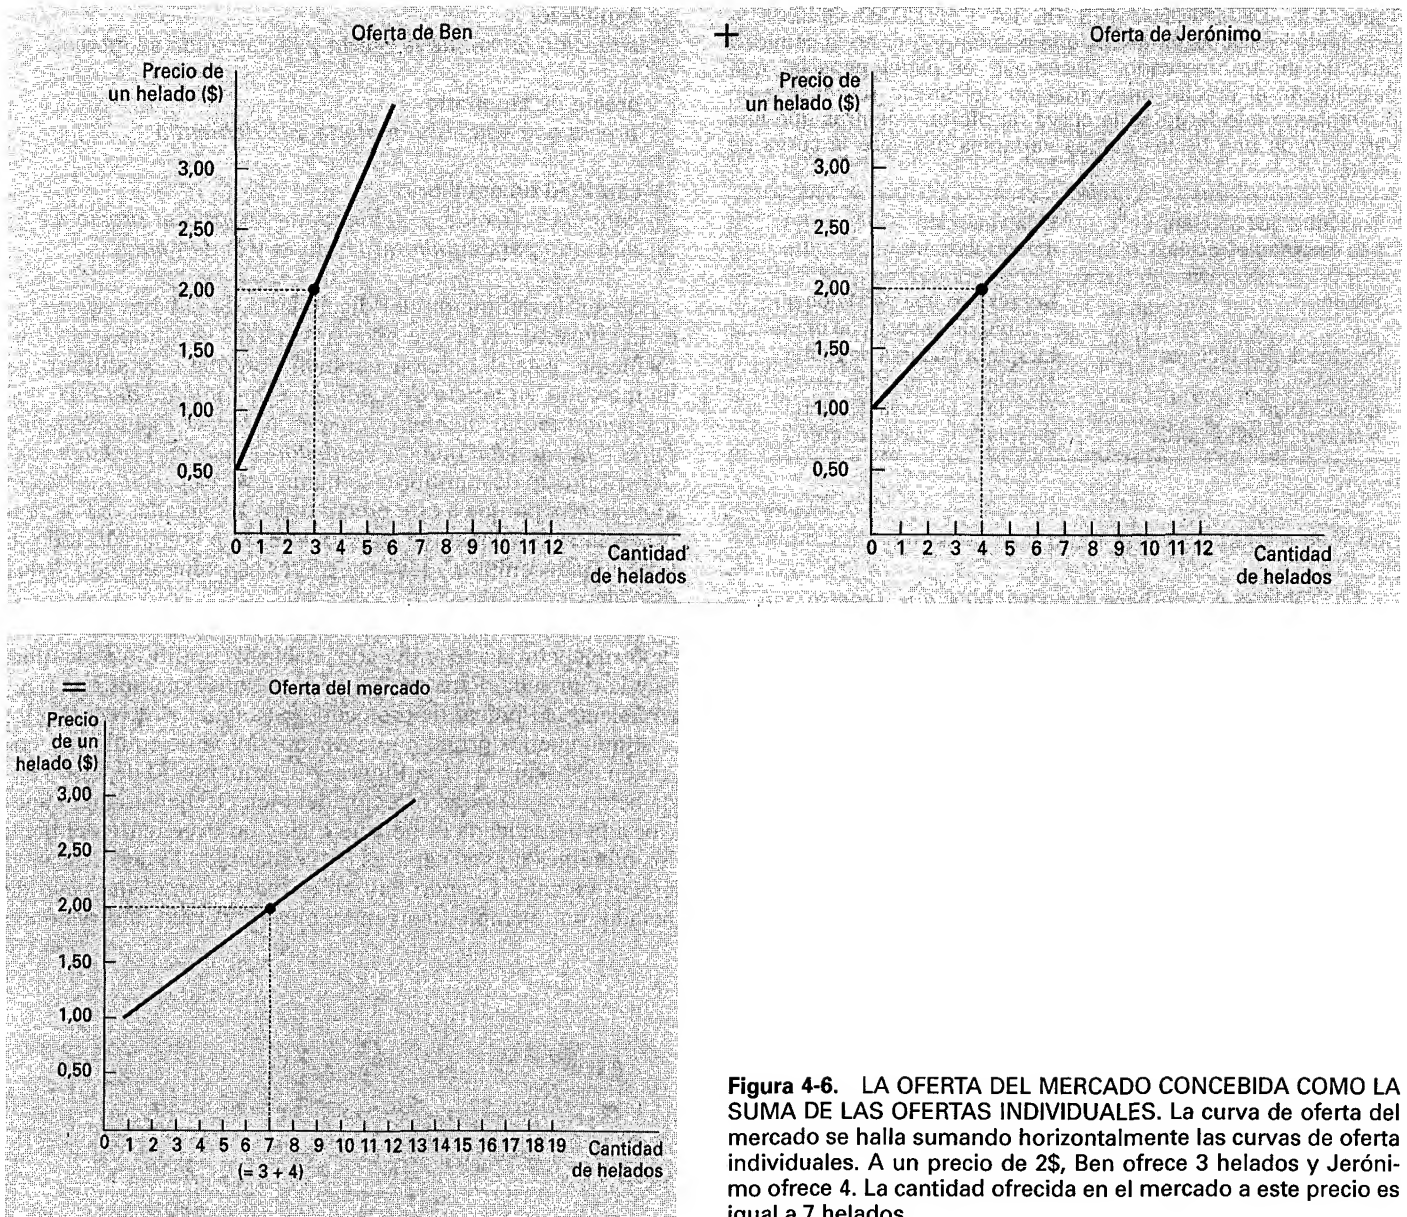 Oferta de Ben
Precio de
un helado ($)
3,00
2,50
2,00
1,50
1,00
0,50
0 1 2 3 4 5 6 7 8 9 10 11 12
Cantidad
de helados
+
Oferta de Jerónimo
Precio de
un helado ($)
3,00
2,50
2,00
1,50
1,00
0,50
0 1 2 3 4 5 6 7 8 9 10 11 12
Cantidad
de helados
=
Oferta del mercado
Precio
de un
helado ($)
3,00
2,50
2,00
1,50
1,00
0,50
0 1 2 3 4 5 6 7 8 9 10 11 12 13 14 15 16 17 18 19
(= 3 + 4)
Cantidad
de helados
Figura 4-6. LA OFERTA DEL MERCADO CONCEBIDA COMO LA
SUMA DE LAS OFERTAS INDIVIDUALES. La curva de oferta del
mercado se halla sumando horizontalmente las curvas de oferta
individuales. A un precio de 2$, Ben ofrece 3 helados y Jeróni-
mo ofrece 4. La cantidad ofrecida en el mercado a este precio es
igual a 7 helados